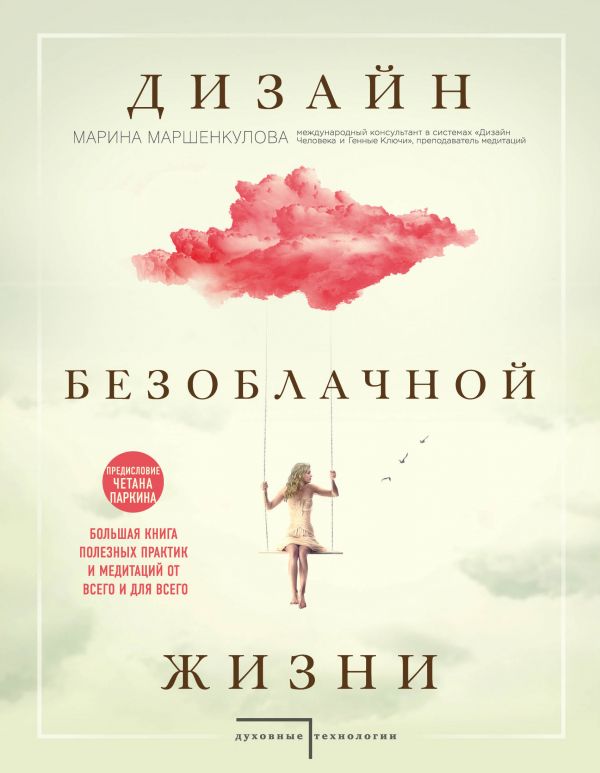 ДИЗАЙН
МАРИНА МАРШЕНКУЛОВА
международный консультант в системах «Дизайн
Человека и Генные Ключи», преподаватель медитаций
БЕЗОБЛАЧНОЙ
ПРЕДИСЛОВИЕ
ЧЕТАНА
ПАРКИНА
БОЛЬШАЯ КНИГА
ПОЛЕЗНЫХ ПРАКТИК
И МЕДИТАЦИЙ ОТ
ВСЕГО И ДЛЯ ВСЕГО
ЖИЗНИ
духовные технологии